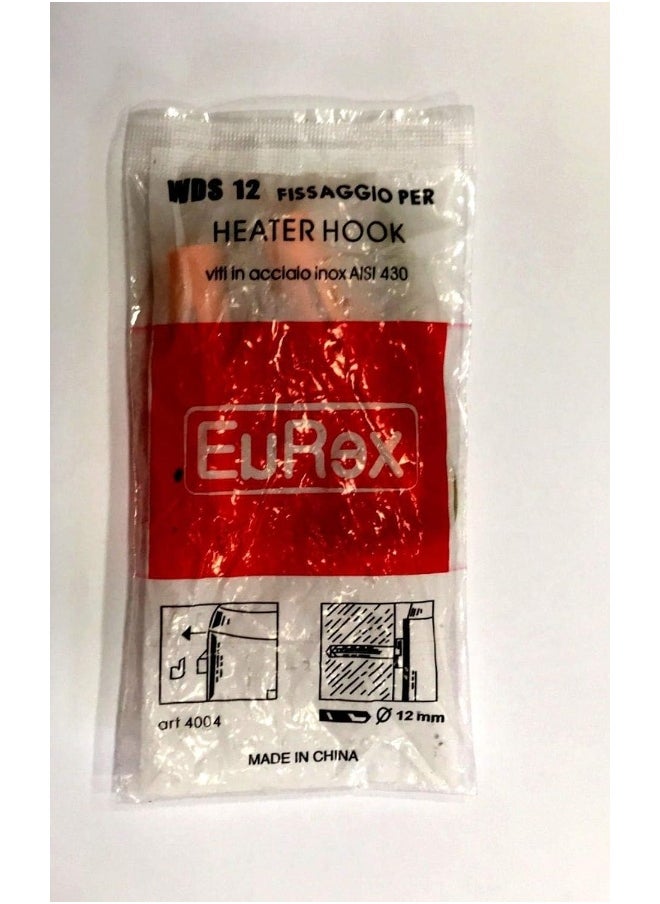 WDS 12 FISSAGGIO PER
HEATER HOOK
viti in acciaio inox AISI 430
EuRex
art 4004
Ø 12 mm
MADE IN CHINA